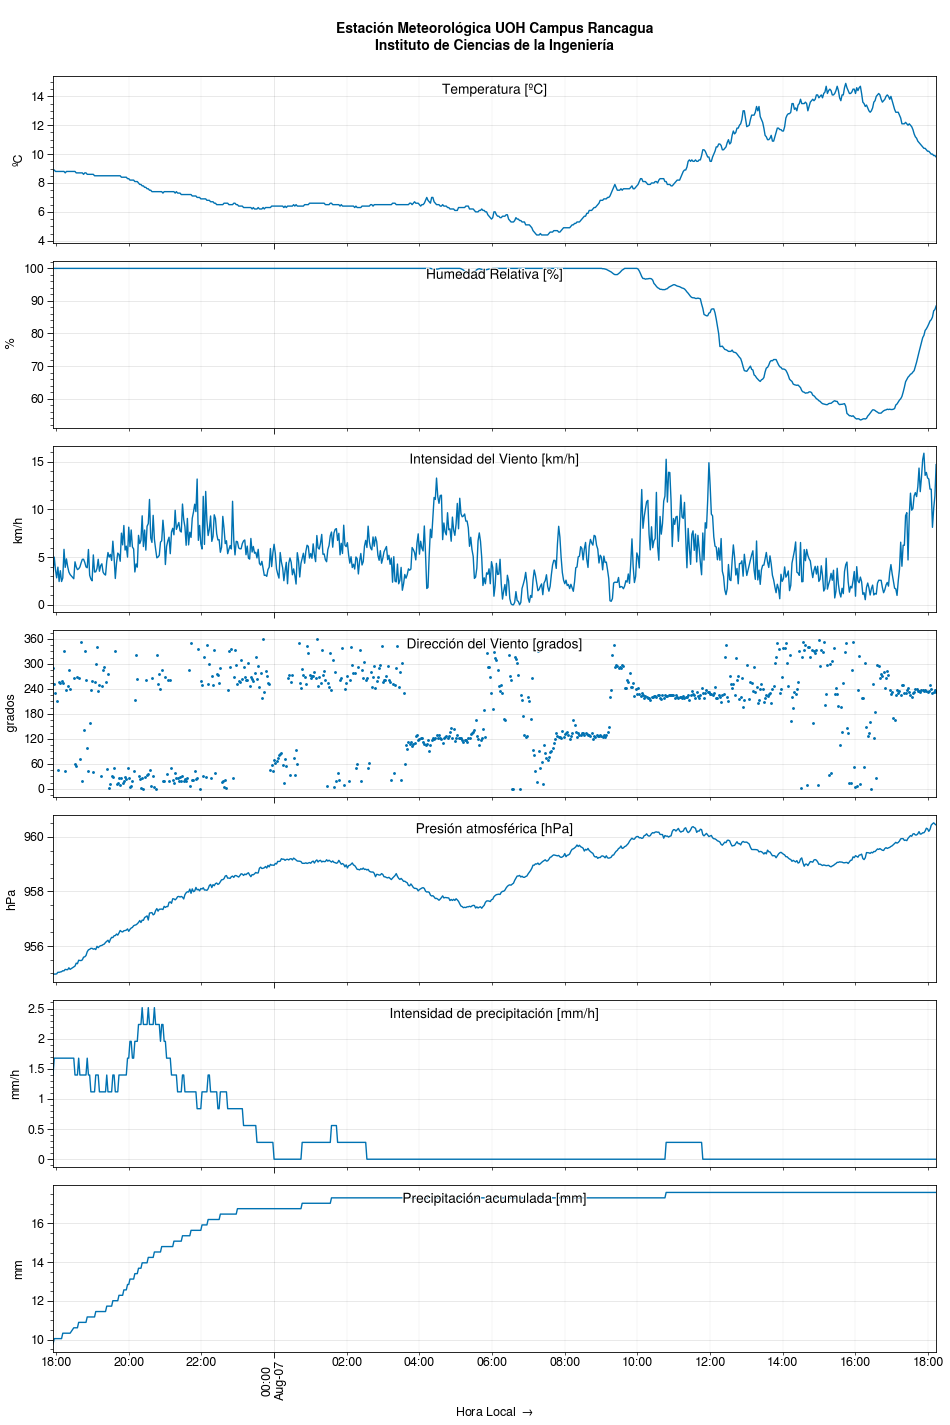 Estación Meteorológica UOH Campus Rancagua
Instituto de Ciencias de la Ingeniería
Temperatura [ºC]
14
12
10
8
6
4
ºC
Humedad Relativa [%]
100
90
80
70
60
%
Intensidad del Viento [km/h]
15
10
5
0
km/h
Dirección del Viento [grados]
360
300
240
180
120
60
0
grados
Presión atmosférica [hPa]
960
958
956
hPa
Intensidad de precipitación [mm/h]
2.5
2
1.5
1
0.5
0
mm/h
Precipitación acumulada [mm]
16
14
12
10
mm
18:00 20:00 22:00 00:00 02:00 04:00 06:00 08:00 10:00 12:00 14:00 16:00 18:00
Aug-07
Hora Local →